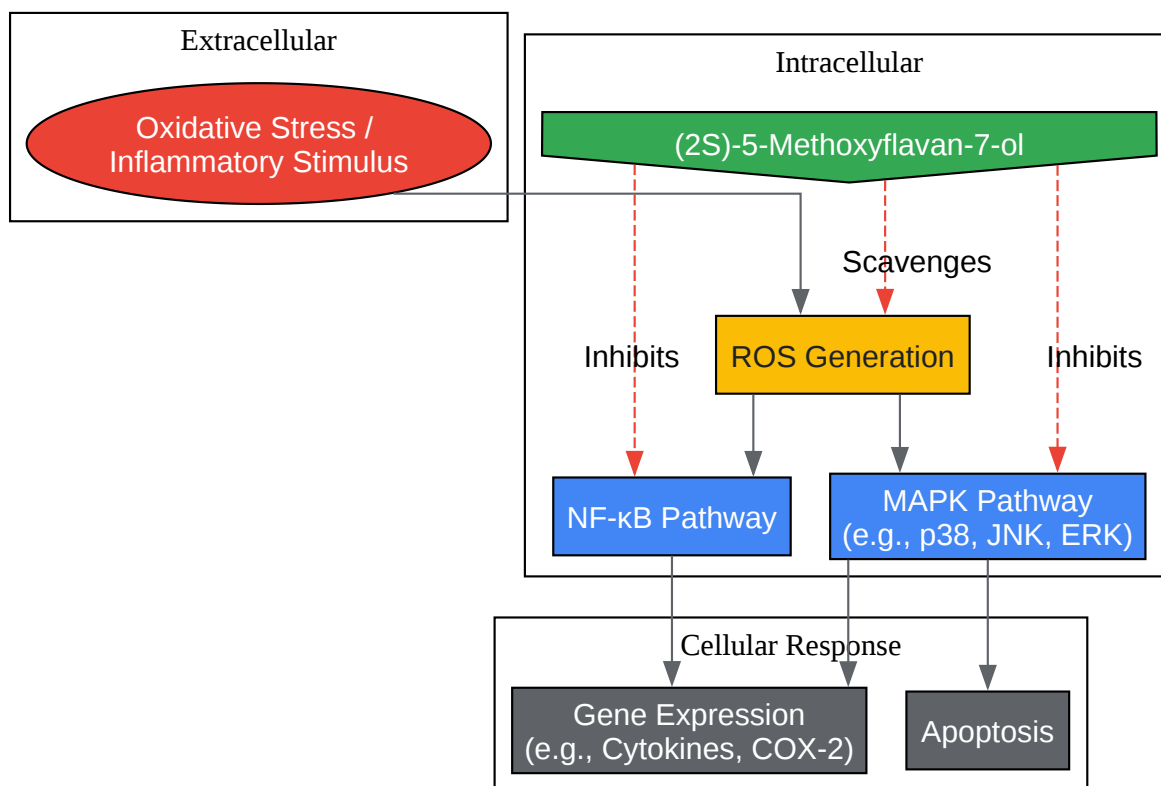 Extracellular
Oxidative Stress /
Inflammatory Stimulus
Intracellular
(2S)-5-Methoxyflavan-7-ol
Scavenges
Inhibits
ROS Generation
Inhibits
NF-κB Pathway
MAPK Pathway
(e.g., p38, JNK, ERK)
Cellular Response
Gene Expression
(e.g., Cytokines, COX-2)
Apoptosis